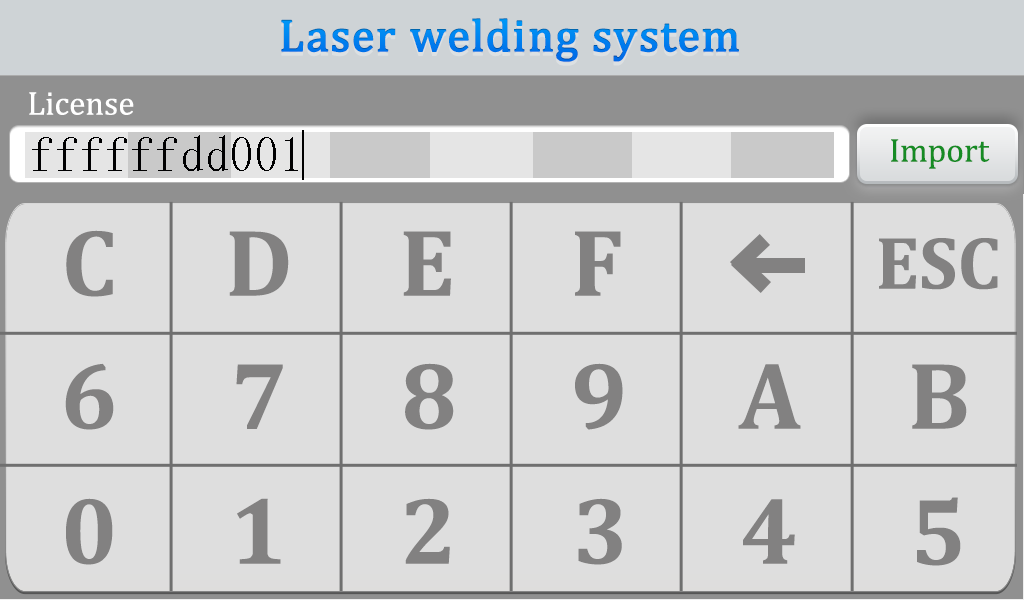 Laser welding system
License
ffffffdd001
Import
C D E F ← ESC
6 7 8 9 A B
0 1 2 3 4 5